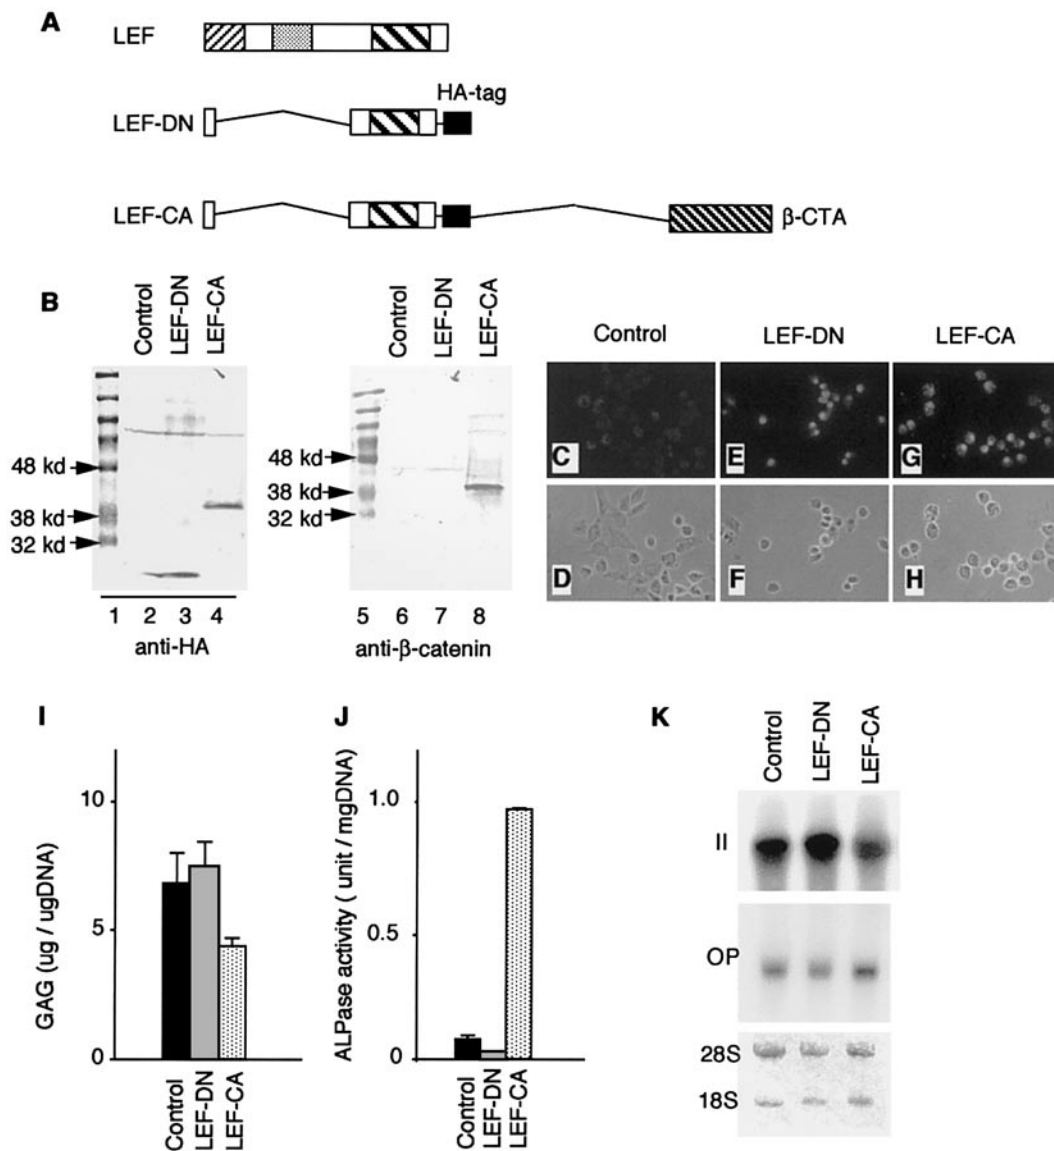 A
LEF
HA-tag
LEF-DN
LEF-CA
β-CTA
B
Control
LEF-DN
LEF-CA
48 kd
38 kd
32 kd
1 2 3 4
anti-HA
Control
LEF-DN
LEF-CA
48 kd
38 kd
32 kd
5 6 7 8
anti-β-catenin
Control LEF-DN LEF-CA
C E G
D F H
I
GAG (ug / ugDNA)
10
5
0
Control
LEF-DN
LEF-CA
J
ALPase activity ( unit / mgDNA)
1.0
0.5
0
Control
LEF-DN
LEF-CA
K
Control
LEF-DN
LEF-CA
II
OP
28S
18S